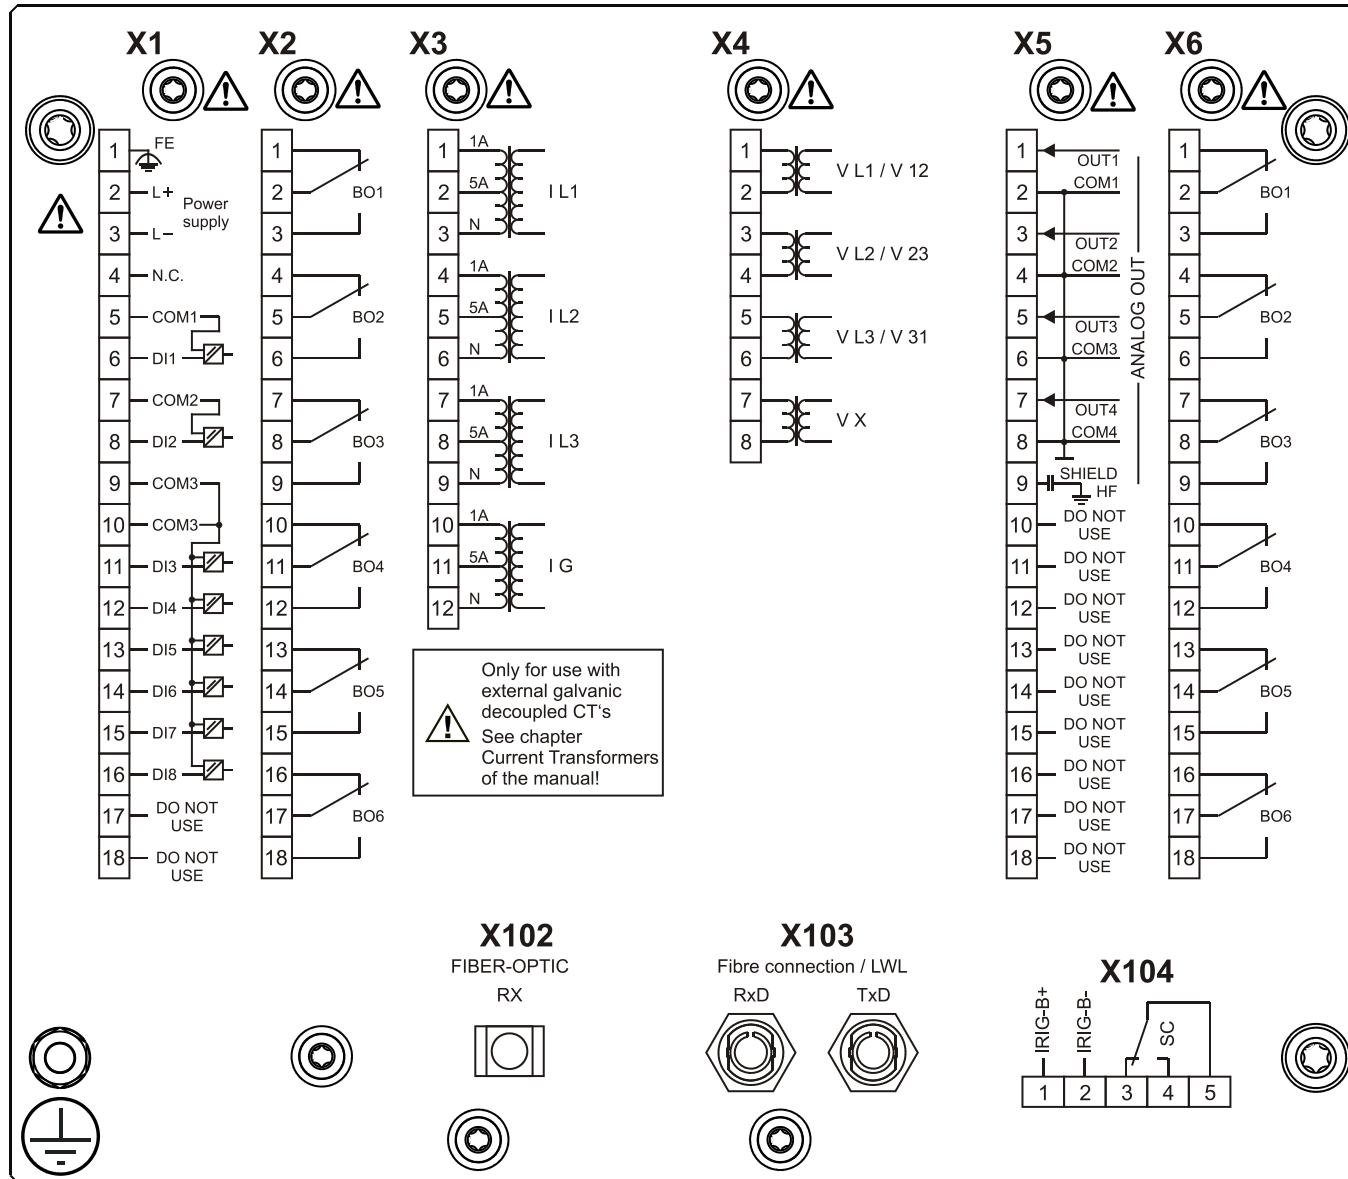 X1
1 FE
2 L+ Power
supply
3 L–
4 N.C.
5 COM1
6 DI1
7 COM2
8 DI2
9 COM3
10 COM3
11 DI3
12 DI4
13 DI5
14 DI6
15 DI7
16 DI8
17 DO NOT
USE
18 DO NOT
USE
X2
1
2 BO1
3
4
5 BO2
6
7
8 BO3
9
10
11 BO4
12
13
14 BO5
15
16
17 BO6
18
X3
1 1A
2 5A I L1
3 N
4 1A
5 5A I L2
6 N
7 1A
8 5A I L3
9 N
10 1A
11 5A I G
12 N
Only for use with
external galvanic
decoupled CT‘s
See chapter
Current Transformers
of the manual!
X4
1
V L1 / V 12
2
3
V L2 / V 23
4
5
V L3 / V 31
6
7
V X
8
X5
1 OUT1
2 COM1
3 OUT2
4 COM2
5 OUT3
6 COM3
7 OUT4
8 COM4
ANALOG OUT
9 SHIELD
HF
10 DO NOT
USE
11 DO NOT
USE
12 DO NOT
USE
13 DO NOT
USE
14 DO NOT
USE
15 DO NOT
USE
16 DO NOT
USE
17 DO NOT
USE
18 DO NOT
USE
X6
1
2 BO1
3
4
5 BO2
6
7
8 BO3
9
10
11 BO4
12
13
14 BO5
15
16
17 BO6
18
X102
FIBER-OPTIC
RX
X103
Fibre connection / LWL
RxD TxD
X104
IRIG-B+ IRIG-B- SC
1 2 3 4 5